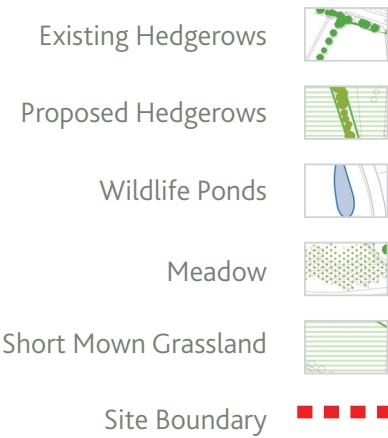 Existing Hedgerows
Proposed Hedgerows
Wildlife Ponds
Meadow
Short Mown Grassland
Site Boundary